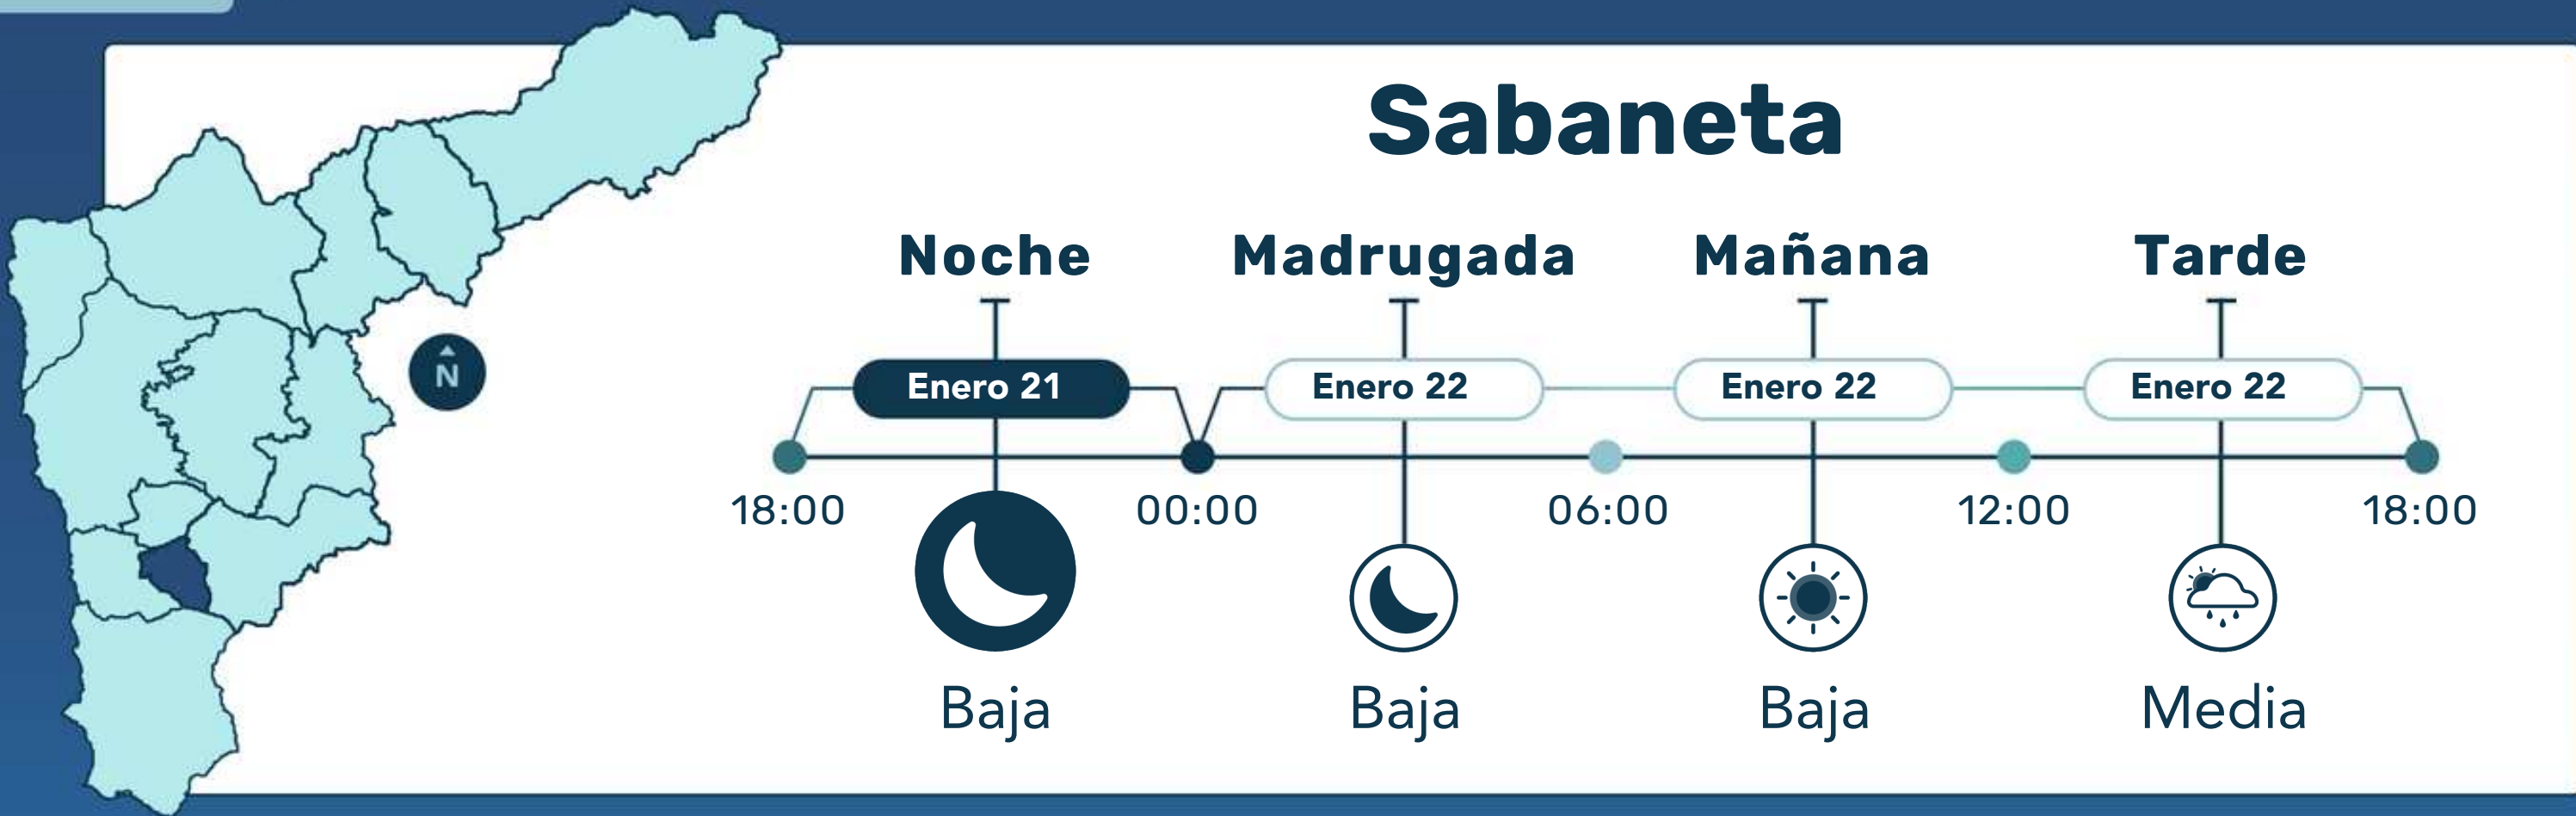 Sabaneta
Noche Madrugada Mañana Tarde
Enero 21 Enero 22 Enero 22 Enero 22
N
18:00 00:00 06:00 12:00 18:00
Baja Baja Baja Media